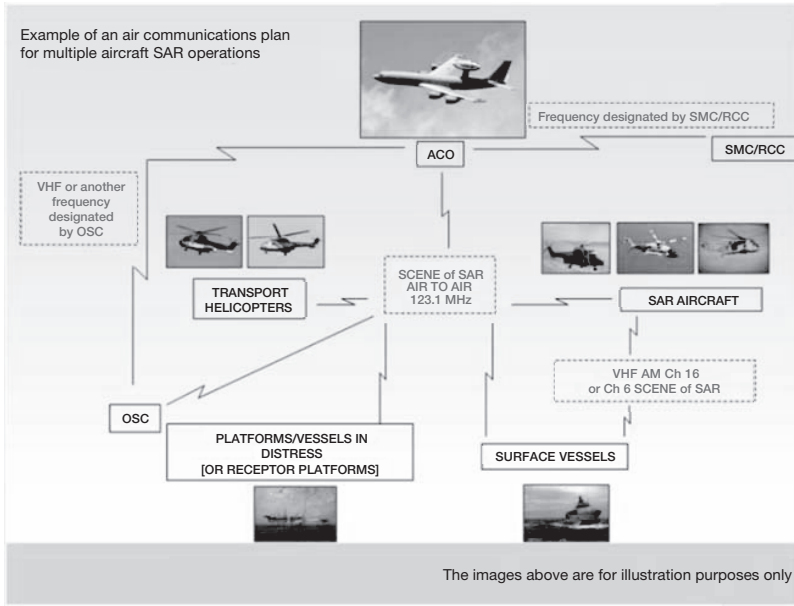 Example of an air communications plan
for multiple aircraft SAR operations
Frequency designated by SMC/RCC
ACO
SMC/RCC
VHF or another
frequency
designated
by OSC
SCENE of SAR
AIR TO AIR
123.1 MHz
TRANSPORT
HELICOPTERS
SAR AIRCRAFT
VHF AM Ch 16
or Ch 6 SCENE of SAR
OSC
PLATFORMS/VESSELS IN
DISTRESS
[OR RECEPTOR PLATFORMS]
SURFACE VESSELS
The images above are for illustration purposes only